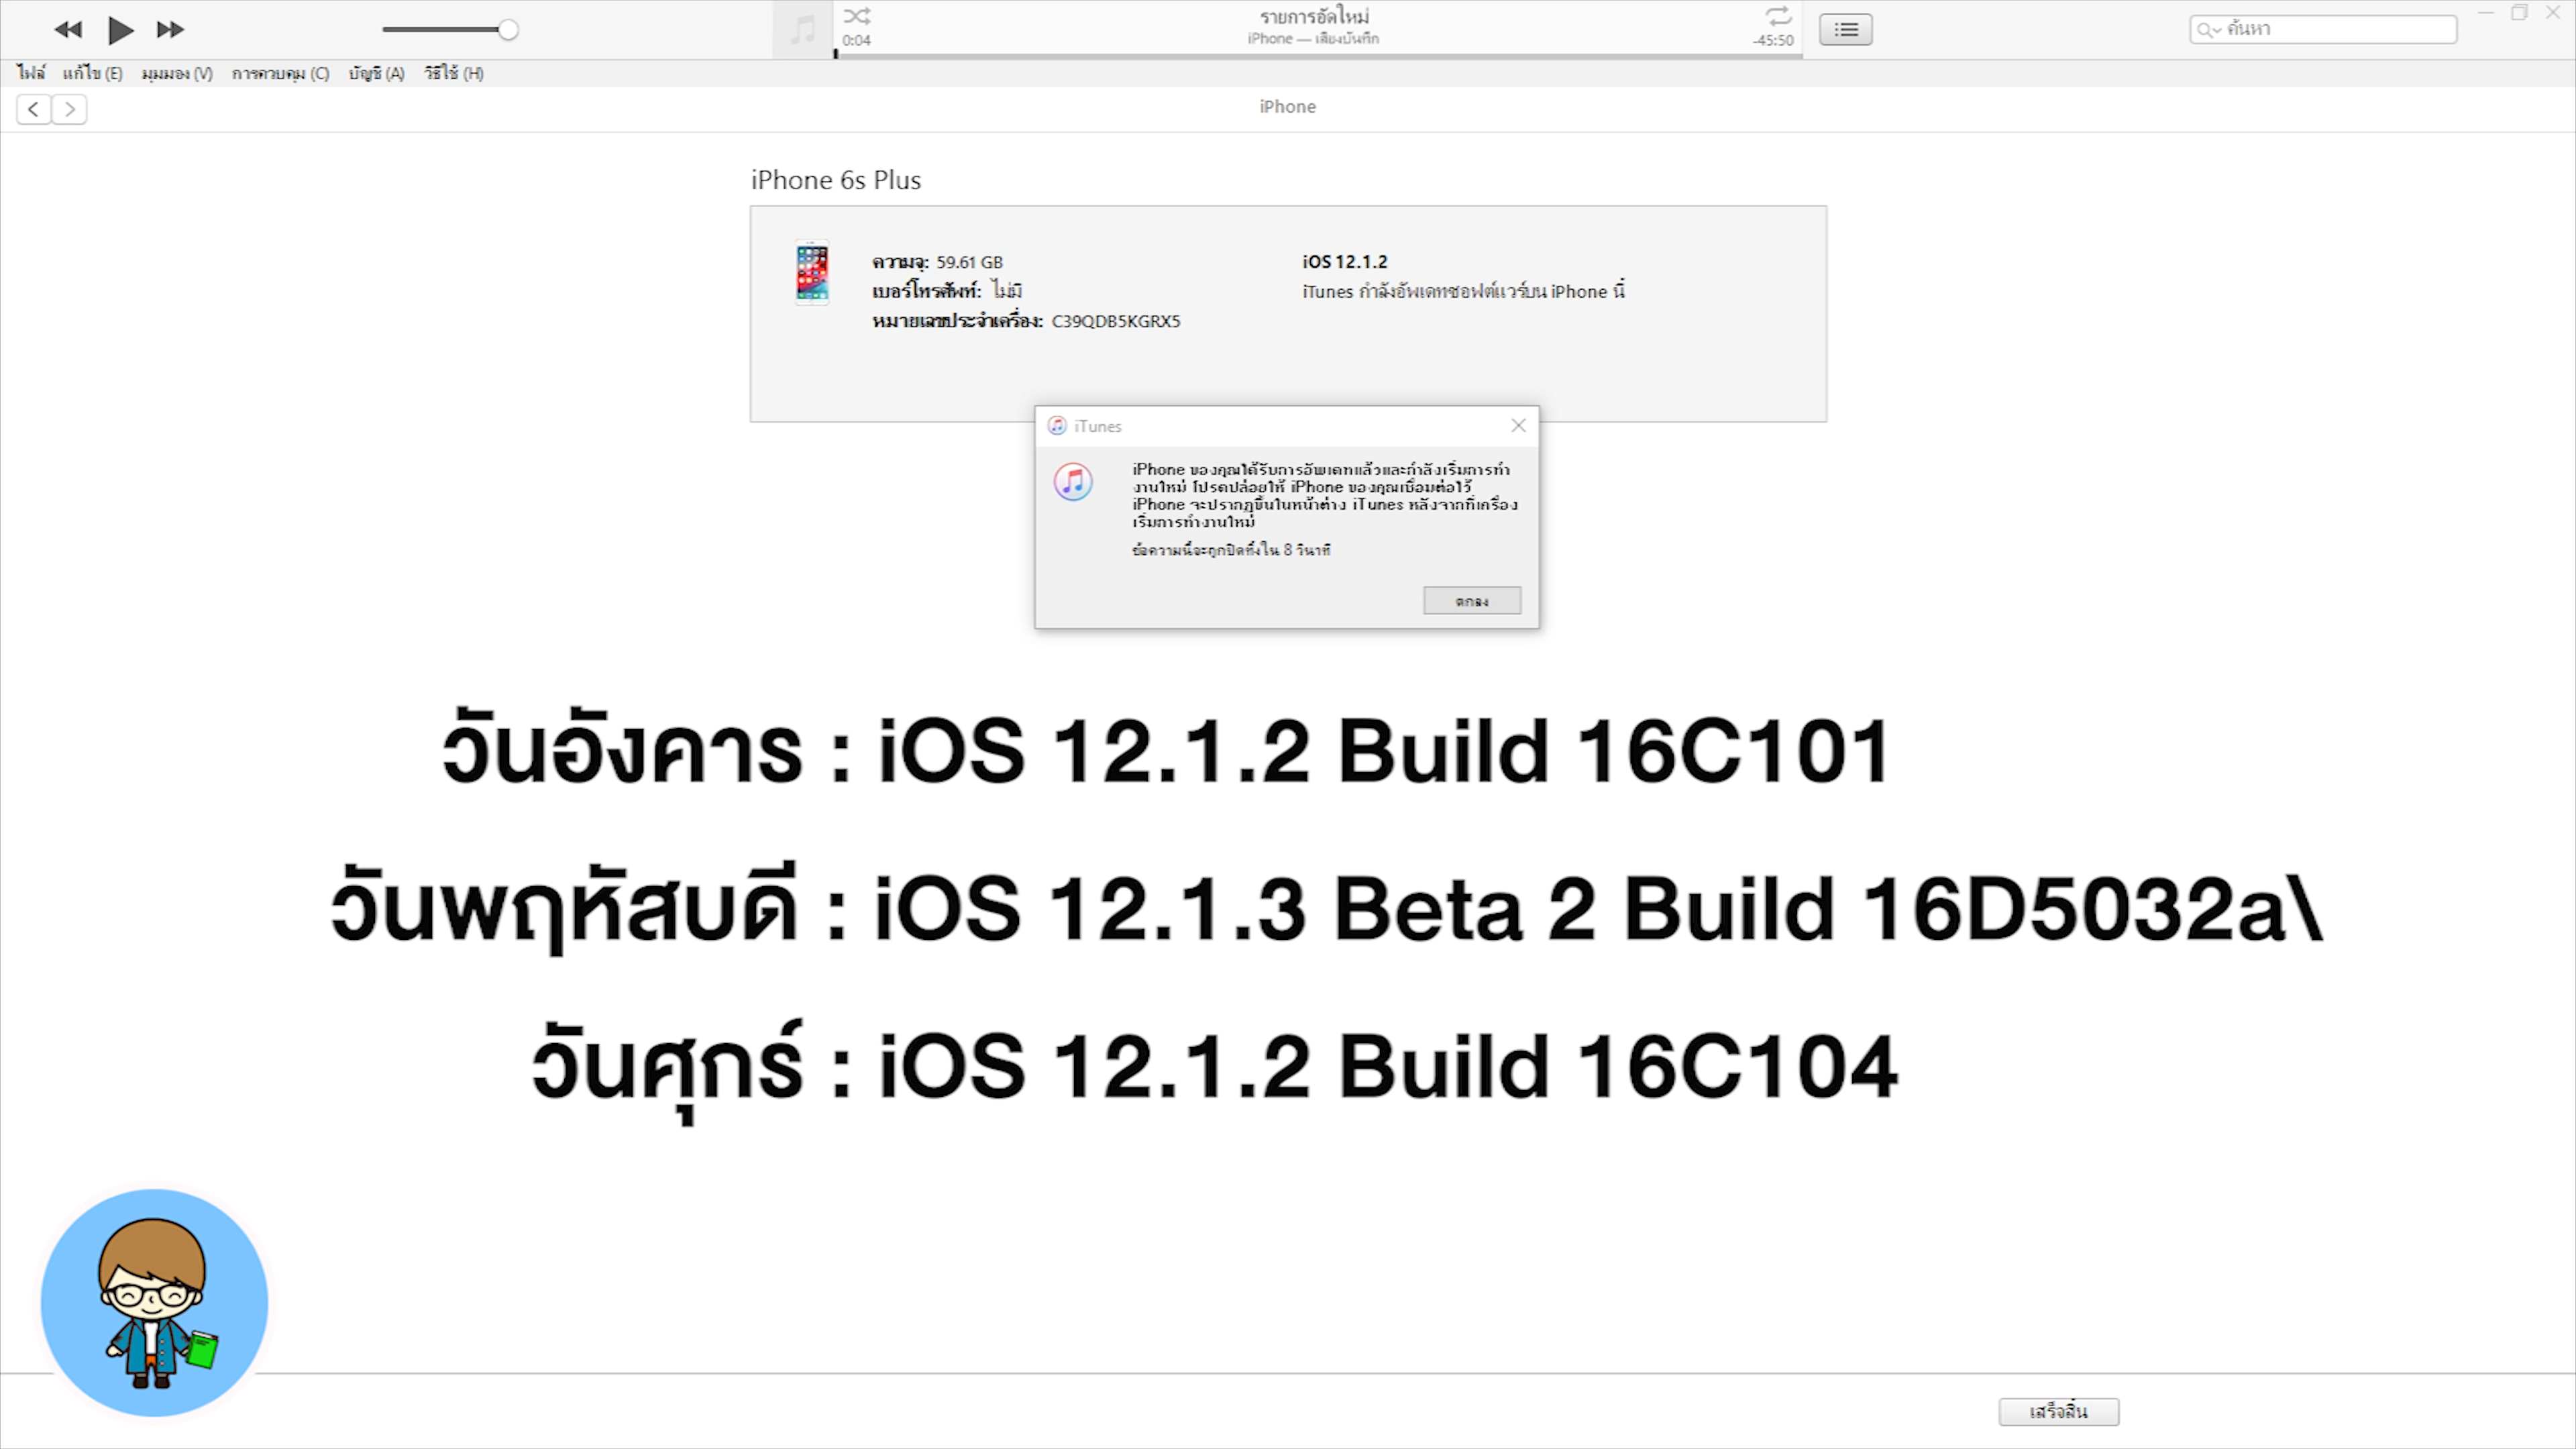 รายการอัดใหม่
0:04
iPhone — เสียงบันทึก
-45:50
ค้นหา
ไฟล์ แก้ไข (E) มุมมอง (V) การควบคุม (C) บัญชี (A) วิธีใช้ (H)
iPhone
iPhone 6s Plus
ความจุ: 59.61 GB
iOS 12.1.2
เบอร์โทรศัพท์: ไม่มี
iTunes กำลังอัพเดทซอฟต์แวร์บน iPhone นี้
หมายเลขประจำเครื่อง: C39QDB5KGRX5
iTunes
iPhone ของคุณได้รับการอัพเดทแล้วและกำลังเริ่มการทำ
งานใหม่ โปรดปล่อยให้ iPhone ของคุณเชื่อมต่อไว้
iPhone จะปรากฏขึ้นในหน้าต่าง iTunes หลังจากที่เครื่อง
เริ่มการทำงานใหม่
ข้อความนี้จะถูกปิดทิ้งใน 8 วินาที
ตกลง
วันอังคาร : iOS 12.1.2 Build 16C101
วันพฤหัสบดี : iOS 12.1.3 Beta 2 Build 16D5032a\
วันศุกร์ : iOS 12.1.2 Build 16C104
เสร็จสิ้น